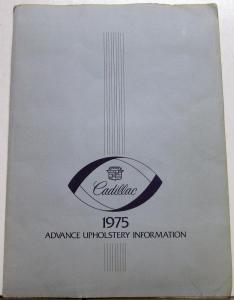 Cadillac
1975
ADVANCE UPHOLSTERY INFORMATION